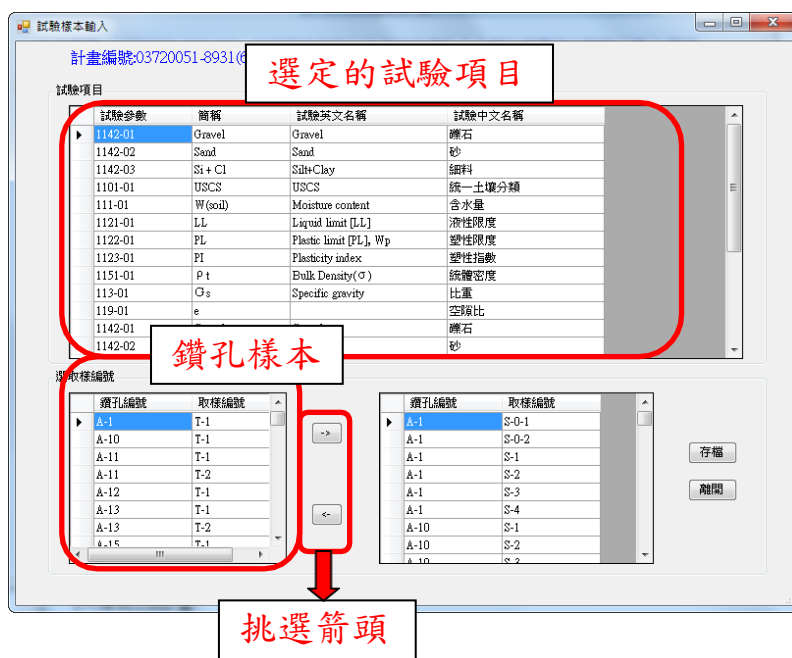 試驗樣本輸入
計畫編號:03720051-8931(6
選定的試驗項目
試驗項目
試驗參數 簡稱 試驗英文名稱 試驗中文名稱
1142-01 Gravel Gravel 礫石
1142-02 Sand Sand 砂
1142-03 Si + Cl Silt+Clay 細料
1101-01 USCS USCS 統一土壤分類
111-01 W(soil) Moisture content 含水量
1121-01 LL Liquid limit [LL] 液性限度
1122-01 PL Plastic limit [PL], Wp 塑性限度
1123-01 PI Plasticity index 塑性指數
1151-01 ρt Bulk Density(σ) 統體密度
113-01 Gs Specific gravity 比重
119-01 e 空隙比
1142-01 礫石
1142-02 砂
鑽孔樣本
選取樣編號
鑽孔編號 取樣編號
A-1 T-1
A-10 T-1
A-11 T-1
A-11 T-2
A-12 T-1
A-13 T-1
A-13 T-2
A-15 T-1
->
<-
鑽孔編號 取樣編號
A-1 S-0-1
A-1 S-0-2
A-1 S-1
A-1 S-2
A-1 S-3
A-1 S-4
A-10 S-1
A-10 S-2
A-10 S-3
存檔
離開
挑選箭頭